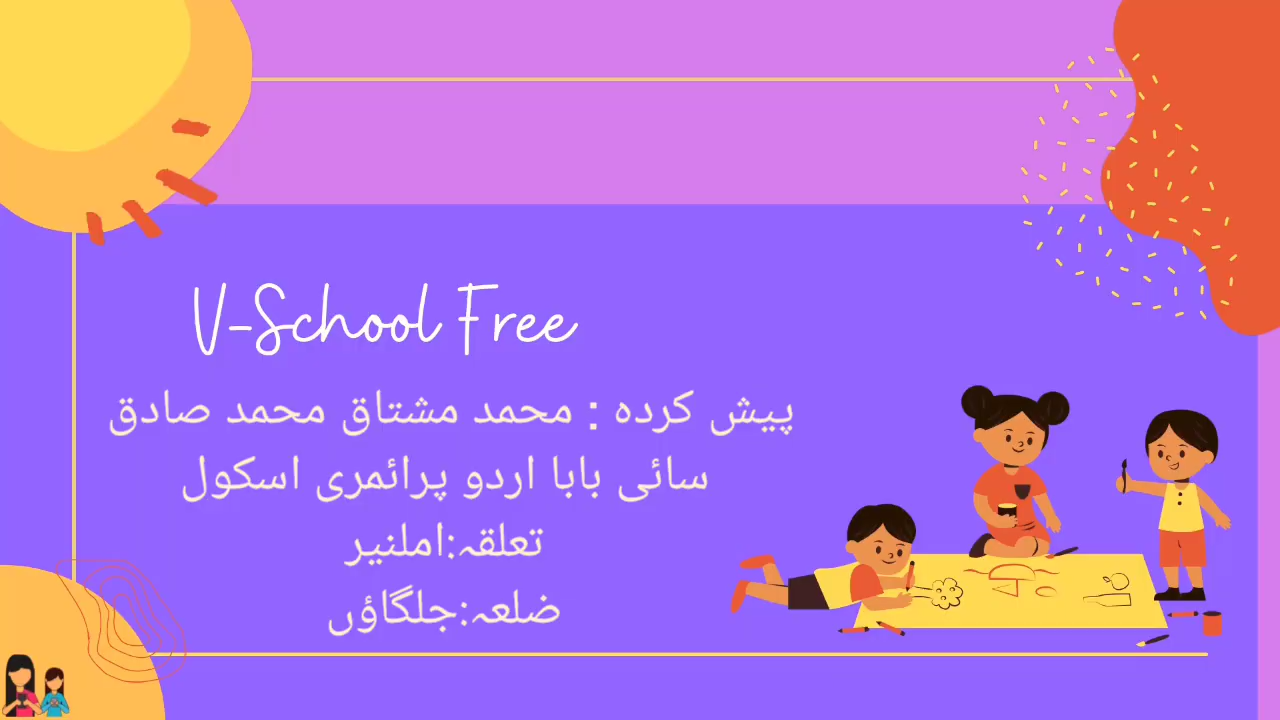 V-School Free
پیش کردہ : محمد مشتاق محمد صادق
سائی بابا اردو پرائمری اسکول
تعلقہ:املنیر
ضلعہ:جلگاؤں